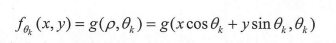 f_{θ_k}(x, y) = g(ρ, θ_k) = g(x cos θ_k + y sin θ_k, θ_k)